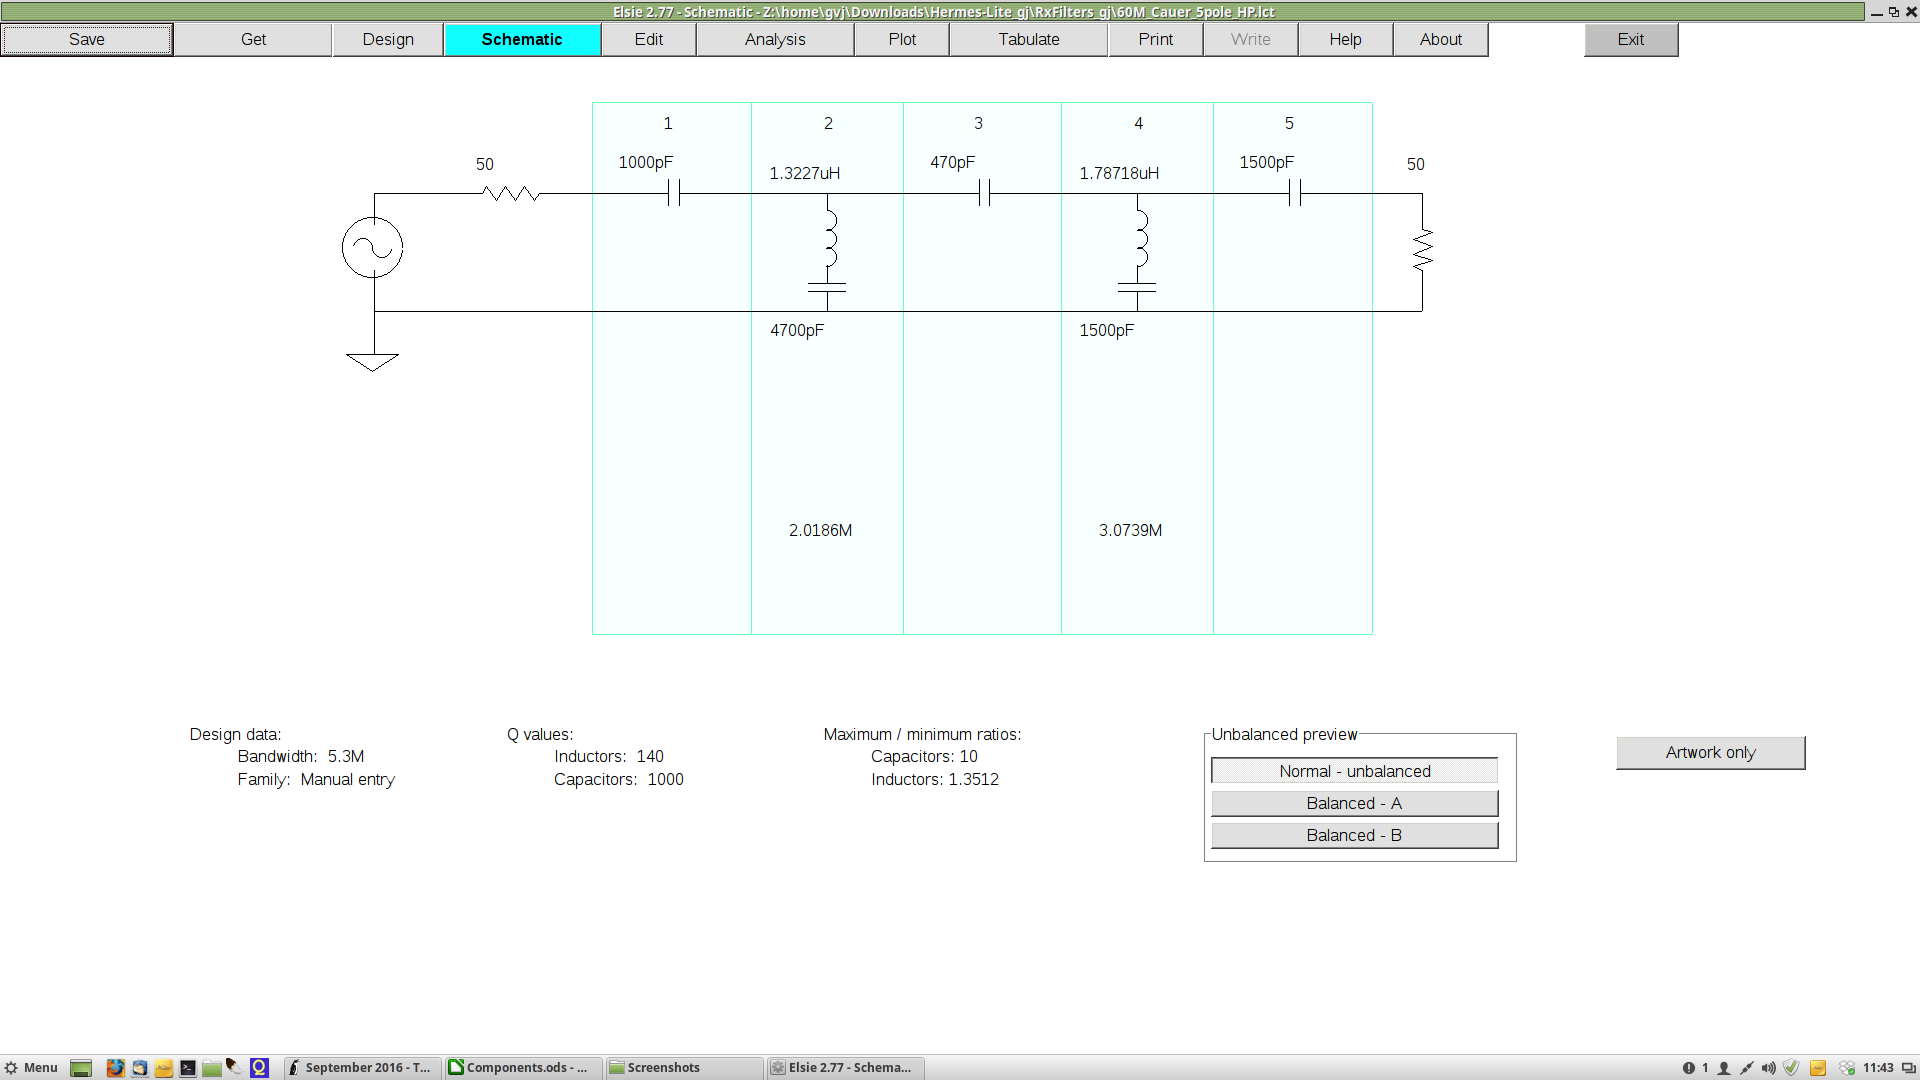 Elsie 2.77 - Schematic - Z:\home\gvj\Downloads\Hermes-Lite_gj\RxFilters_gj\60M_Cauer_5pole_HP.lct
Save Get Design Schematic Edit Analysis Plot Tabulate Print Write Help About Exit
1 2 3 4 5
50 1000pF 1.3227uH 470pF 1.78718uH 1500pF 50
4700pF 1500pF
2.0186M 3.0739M
Design data:
Bandwidth: 5.3M
Family: Manual entry
Q values:
Inductors: 140
Capacitors: 1000
Maximum / minimum ratios:
Capacitors: 10
Inductors: 1.3512
Unbalanced preview
Normal - unbalanced
Balanced - A
Balanced - B
Artwork only
Menu Q September 2016 - T... Components.ods - ... Screenshots Elsie 2.77 - Schema... 1 11:43